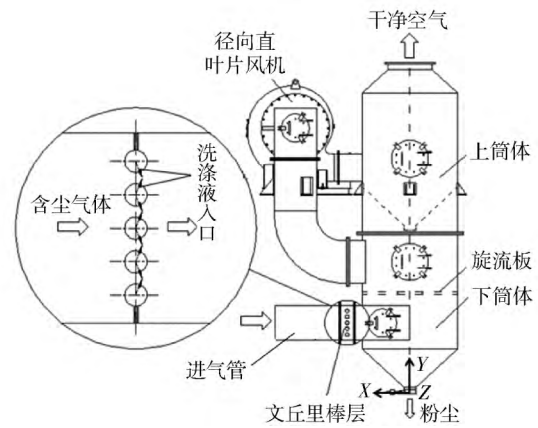 干净空气
径向直
叶片风机
上筒体
洗涤液入口
含尘气体
旋流板
下筒体
进气管
文丘里棒层
X
Y
Z
粉尘